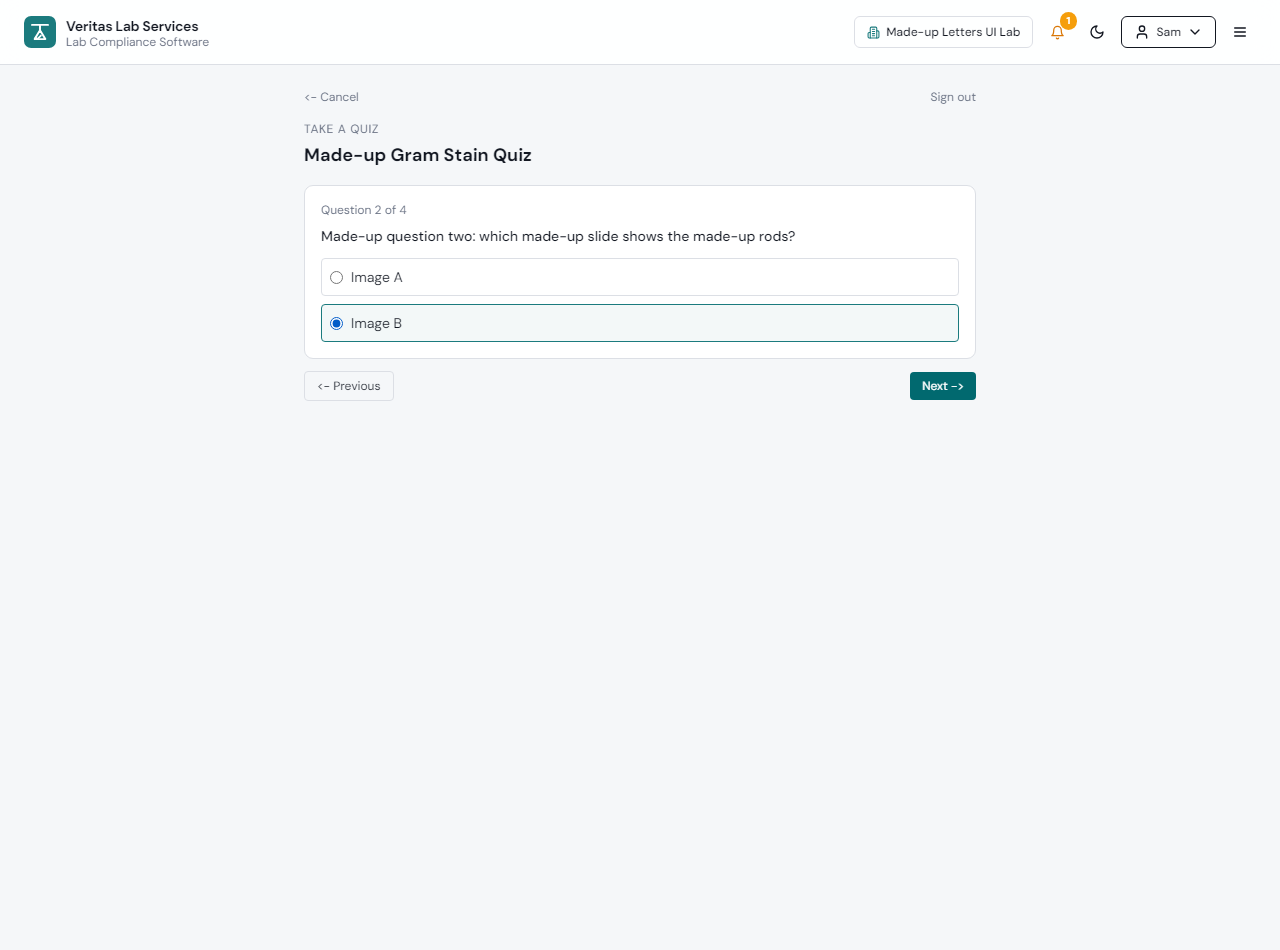 Veritas Lab Services
Lab Compliance Software
Made-up Letters UI Lab
1
Sam
<- Cancel
Sign out
TAKE A QUIZ
Made-up Gram Stain Quiz
Question 2 of 4
Made-up question two: which made-up slide shows the made-up rods?
Image A
Image B
<- Previous
Next ->